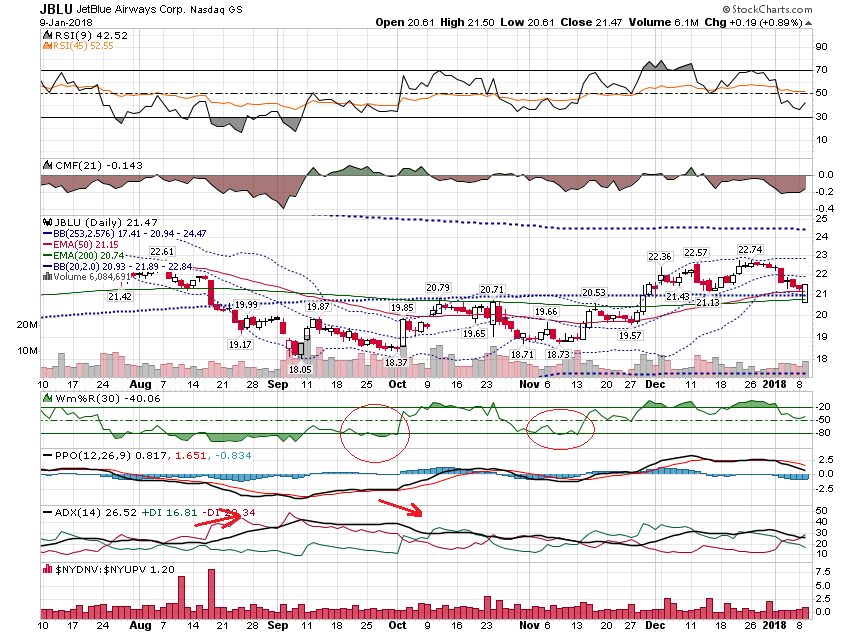 JBLU JetBlue Airways Corp. Nasdaq GS
© StockCharts.com
9-Jan-2018
Open 20.61 High 21.50 Low 20.61 Close 21.47 Volume 6.1M Chg +0.19 (+0.89%)
RSI(9) 42.52
RSI(45) 52.55
90
70
50
30
10
CMF(21) -0.143
0.0
-0.2
-0.4
JBLU (Daily) 21.47
BB(253,2.576) 17.41 - 20.94 - 24.47
EMA(50) 21.15
EMA(200) 20.74
BB(20,2.0) 20.93 - 21.89 - 22.84
Volume 6,084,691
25
24
23
22
21
20
19
18
20M
10M
21.42
22.61
19.17
19.99
18.05
19.87
18.37
19.85
20.79
19.65
20.71
18.71
19.66
18.73
20.53
19.57
22.36
21.43
22.57
21.13
22.74
10 17 24 Aug 7 14 21 28 Sep 11 18 25 Oct 9 16 23 Nov 6 13 20 27 Dec 11 18 26 2018 8
Wm%R(30) -40.06
-20
-50
-80
PPO(12,26,9) 0.817, 1.651, -0.834
2.5
0.0
-2.5
ADX(14) 26.52 +DI 16.81 -DI
34
50
40
30
20
10
$NYDNV:$NYUPV 1.20
7.5
5.0
2.5
0.0
10 17 24 Aug 7 14 21 28 Sep 11 18 25 Oct 9 16 23 Nov 6 13 20 27 Dec 11 18 26 2018 8